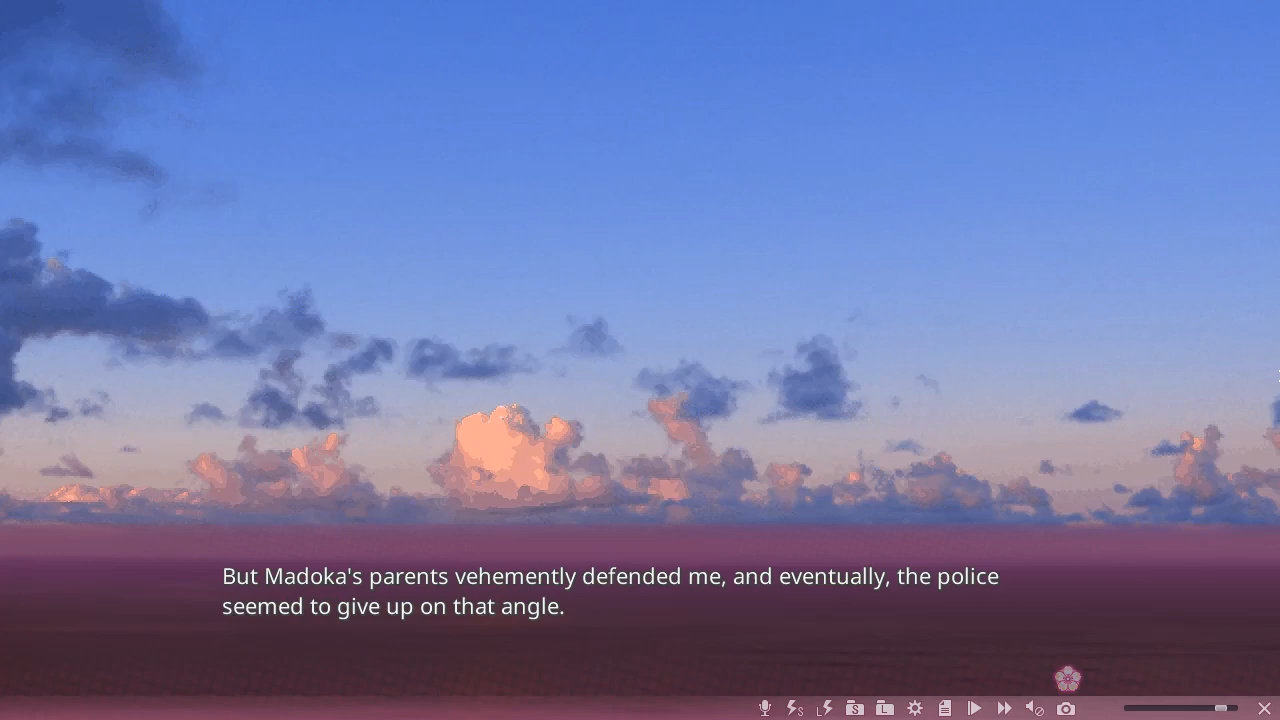 But Madoka's parents vehemently defended me, and eventually, the police
seemed to give up on that angle.